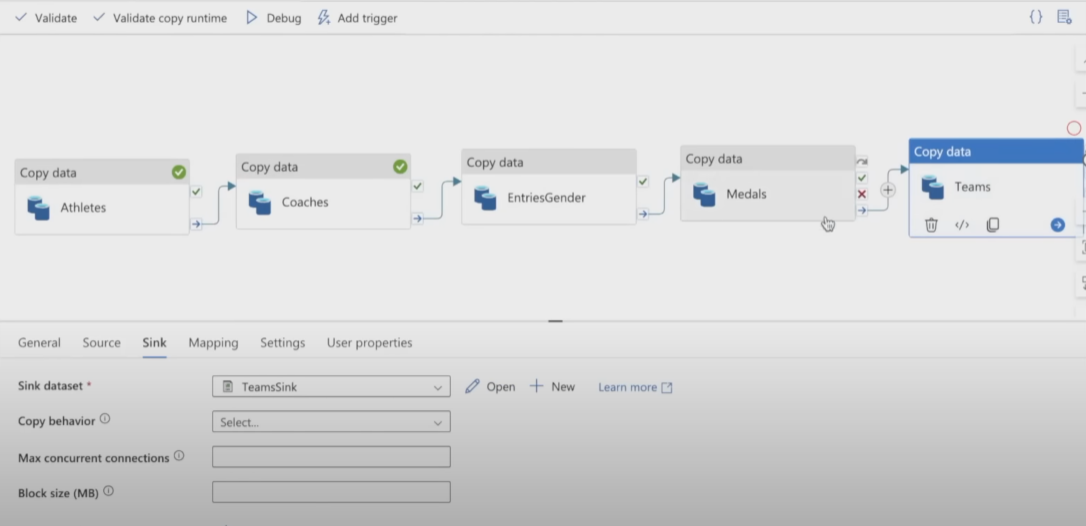 Validate Validate copy runtime Debug Add trigger {}
Copy data
Athletes
Copy data
Coaches
Copy data
EntriesGender
Copy data
Medals
Copy data
Teams
</>
General Source Sink Mapping Settings User properties
Sink dataset * TeamsSink Open New Learn more
Copy behavior Select...
Max concurrent connections
Block size (MB)